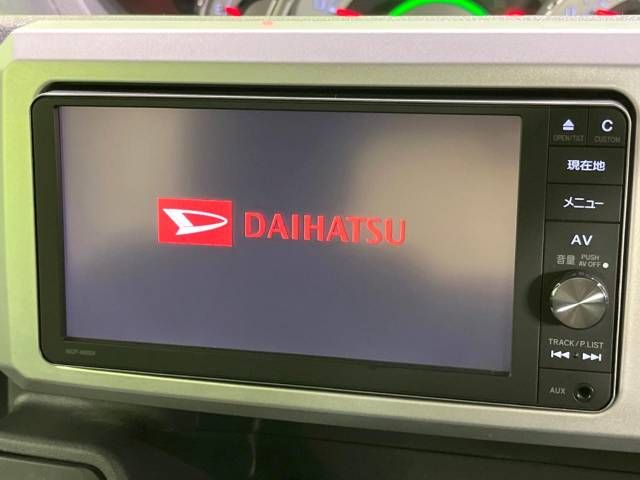 OPEN/TILT
C
CUSTOM
現在地
メニュー
AV
音量
PUSH
AV OFF
DAIHATSU
TRACK/P.LIST
AUX